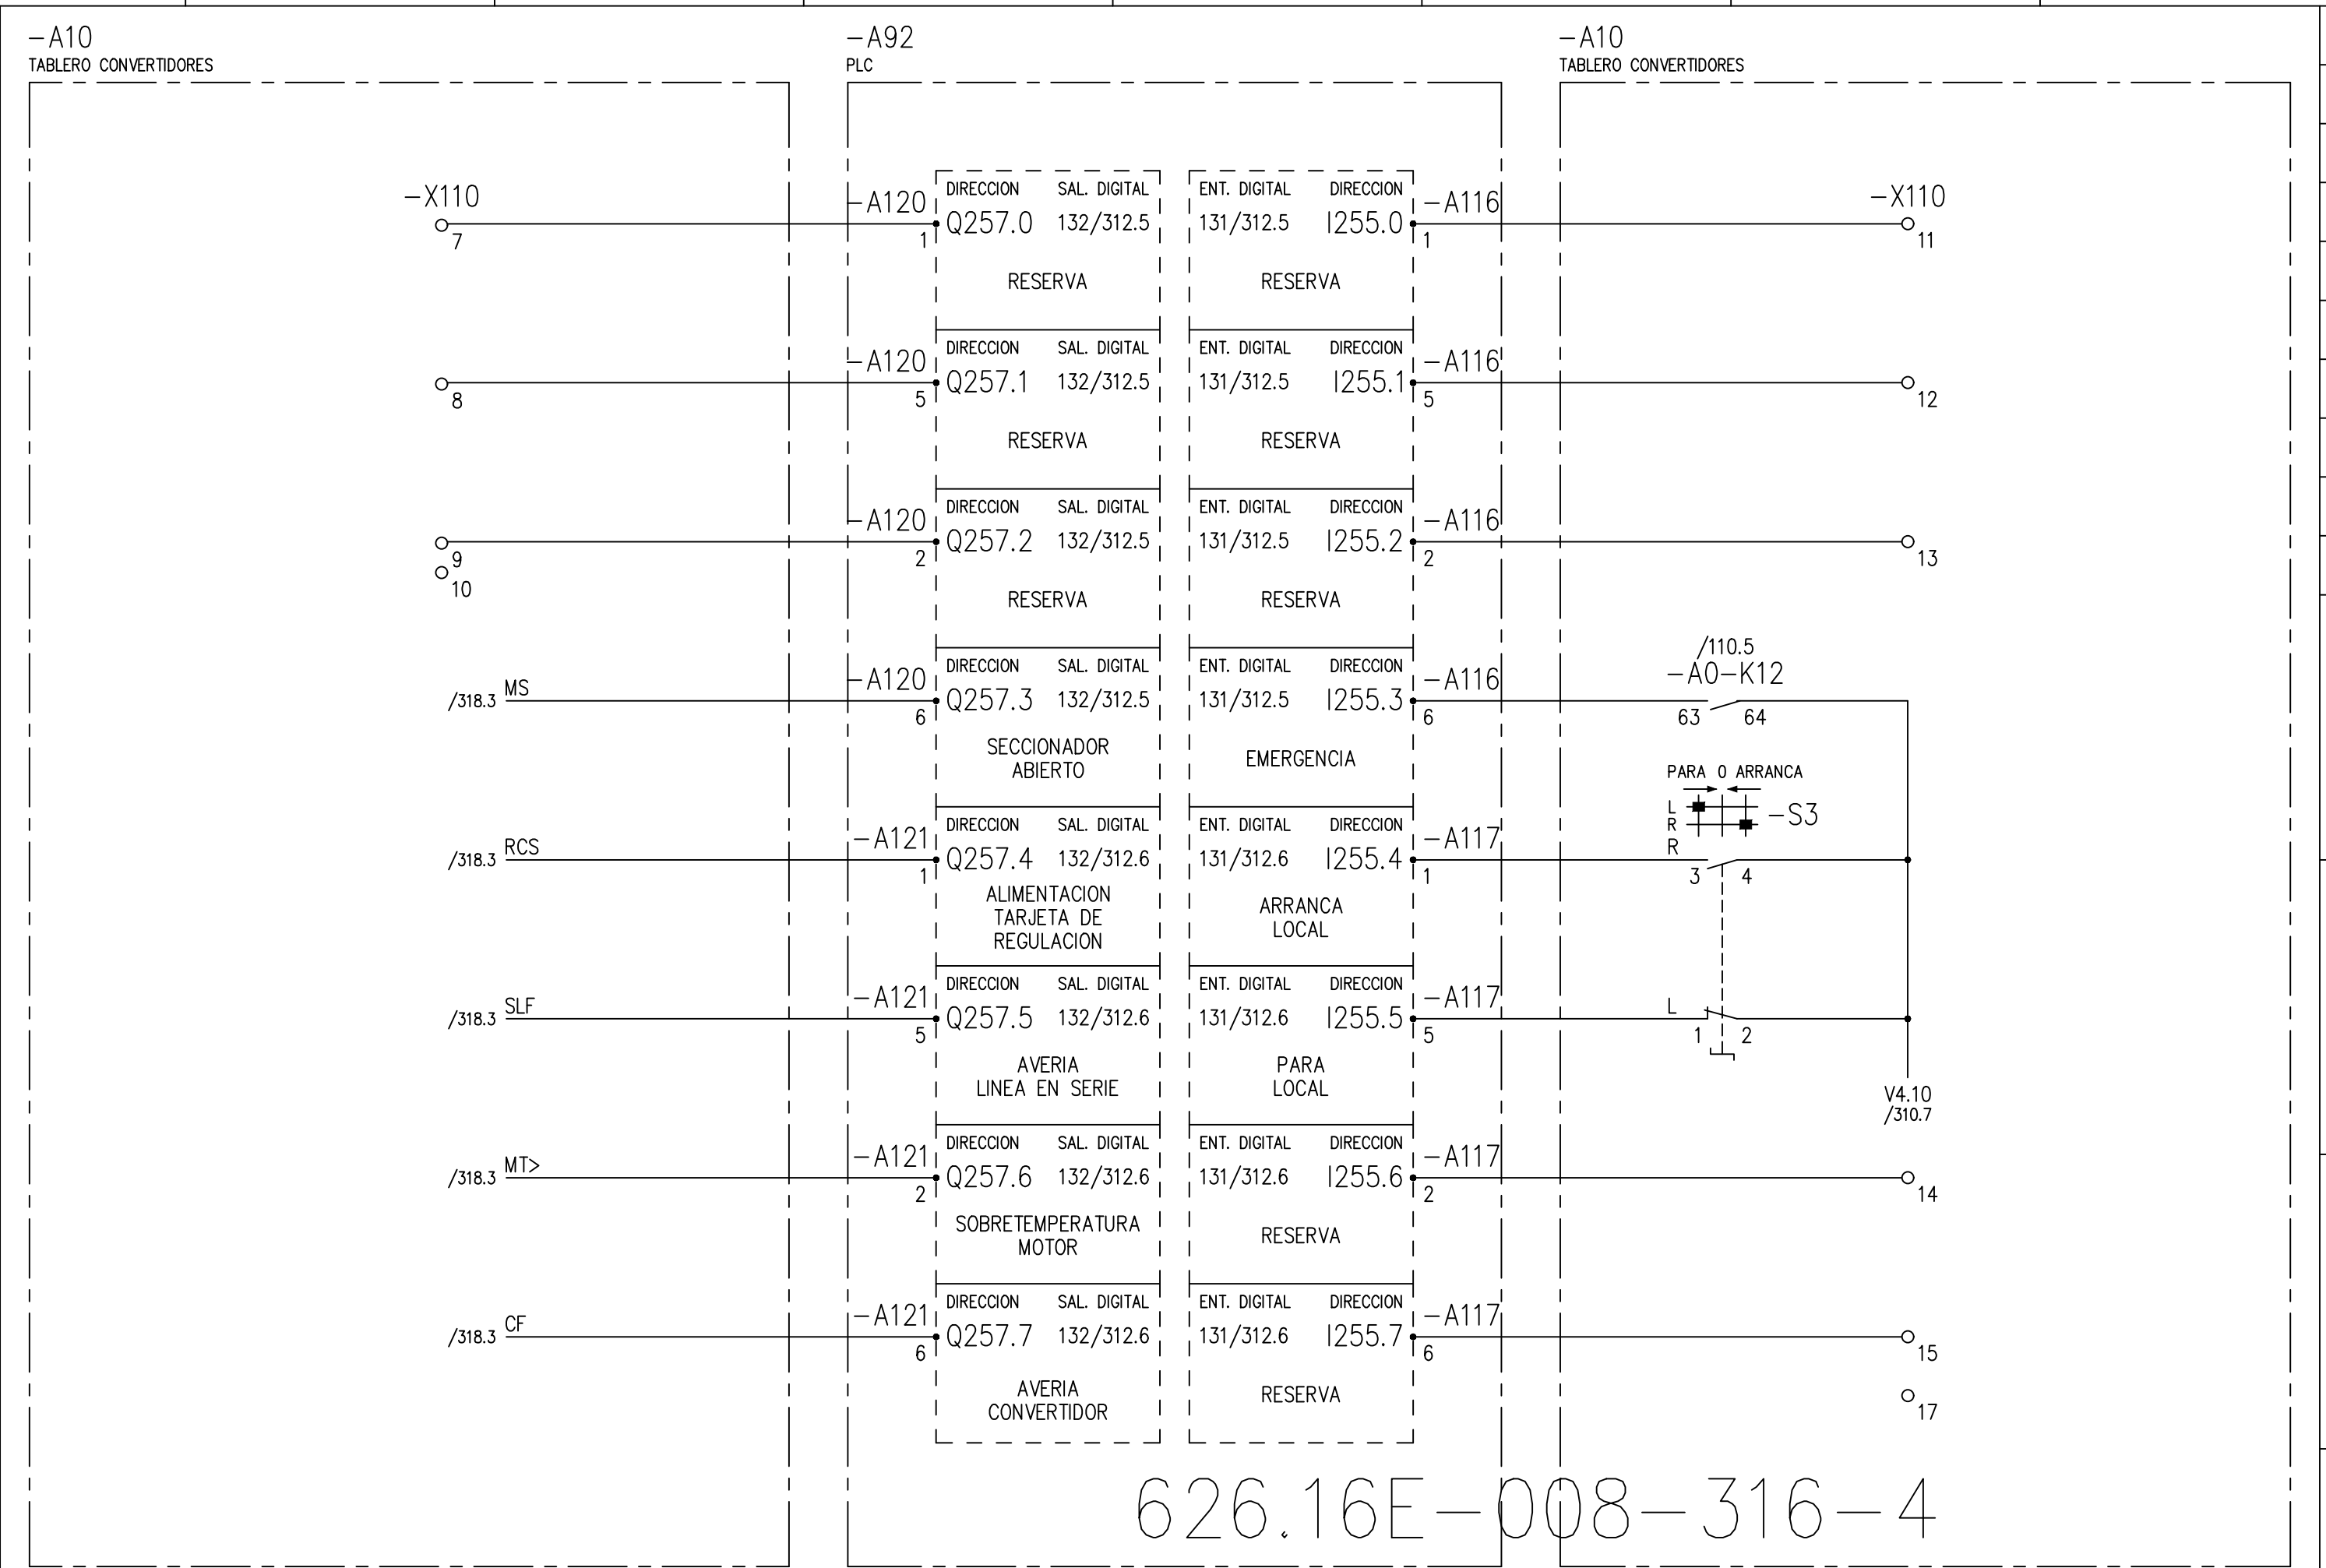 -A10
TABLERO CONVERTIDORES
-A92
PLC
-A10
TABLERO CONVERTIDORES
-X110
7
-A120
1
DIRECCION SAL. DIGITAL
Q257.0 132/312.5
RESERVA
ENT. DIGITAL DIRECCION
131/312.5 I255.0
RESERVA
-A116
1
-X110
11
8
-A120
5
DIRECCION SAL. DIGITAL
Q257.1 132/312.5
RESERVA
ENT. DIGITAL DIRECCION
131/312.5 I255.1
RESERVA
-A116
5
12
9
10
-A120
2
DIRECCION SAL. DIGITAL
Q257.2 132/312.5
RESERVA
ENT. DIGITAL DIRECCION
131/312.5 I255.2
RESERVA
-A116
2
13
/318.3 MS
-A120
6
DIRECCION SAL. DIGITAL
Q257.3 132/312.5
SECCIONADOR
ABIERTO
ENT. DIGITAL DIRECCION
131/312.5 I255.3
EMERGENCIA
-A116
6
/110.5
-A0-K12
63 64
PARA 0 ARRANCA
L
R
-S3
/318.3 RCS
-A121
1
DIRECCION SAL. DIGITAL
Q257.4 132/312.6
ALIMENTACION
TARJETA DE
REGULACION
ENT. DIGITAL DIRECCION
131/312.6 I255.4
ARRANCA
LOCAL
-A117
1
R
3 4
/318.3 SLF
-A121
5
DIRECCION SAL. DIGITAL
Q257.5 132/312.6
AVERIA
LINEA EN SERIE
ENT. DIGITAL DIRECCION
131/312.6 I255.5
PARA
LOCAL
-A117
5
L
1 2
V4.10
/310.7
/318.3 MT>
-A121
2
DIRECCION SAL. DIGITAL
Q257.6 132/312.6
SOBRETEMPERATURA
MOTOR
ENT. DIGITAL DIRECCION
131/312.6 I255.6
RESERVA
-A117
2
14
/318.3 CF
-A121
6
DIRECCION SAL. DIGITAL
Q257.7 132/312.6
AVERIA
CONVERTIDOR
ENT. DIGITAL DIRECCION
131/312.6 I255.7
RESERVA
-A117
6
15
17
626.16E-008-316-4